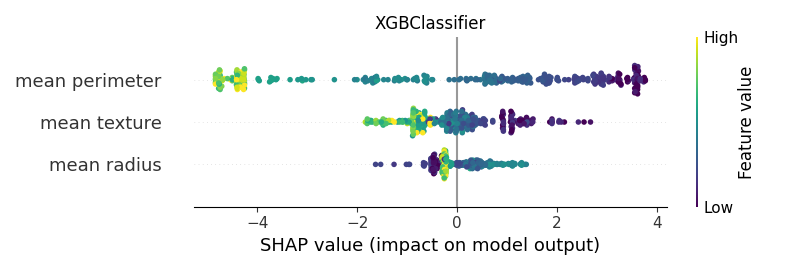 XGBClassifier
mean perimeter
mean texture
mean radius
−4
−2
0
2
4
SHAP value (impact on model output)
High
Feature value
Low